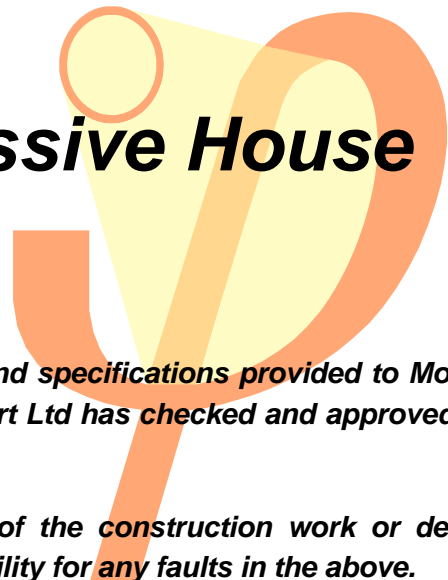 ssive House
nd specifications provided to Mo
rt Ltd has checked and approved
of the construction work or de
ility for any faults in the above.